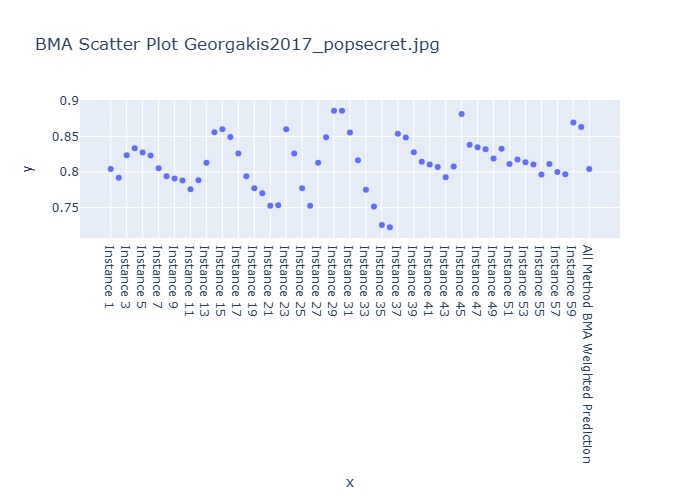 BMA Scatter Plot Georgakis2017_popsecret.jpg
y
0.9
0.85
0.8
0.75
Instance 1
Instance 3
Instance 5
Instance 7
Instance 9
Instance 11
Instance 13
Instance 15
Instance 17
Instance 19
Instance 21
Instance 23
Instance 25
Instance 27
Instance 29
Instance 31
Instance 33
Instance 35
Instance 37
Instance 39
Instance 41
Instance 43
Instance 45
Instance 47
Instance 49
Instance 51
Instance 53
Instance 55
Instance 57
Instance 59
All Method BMA Weighted Prediction
x